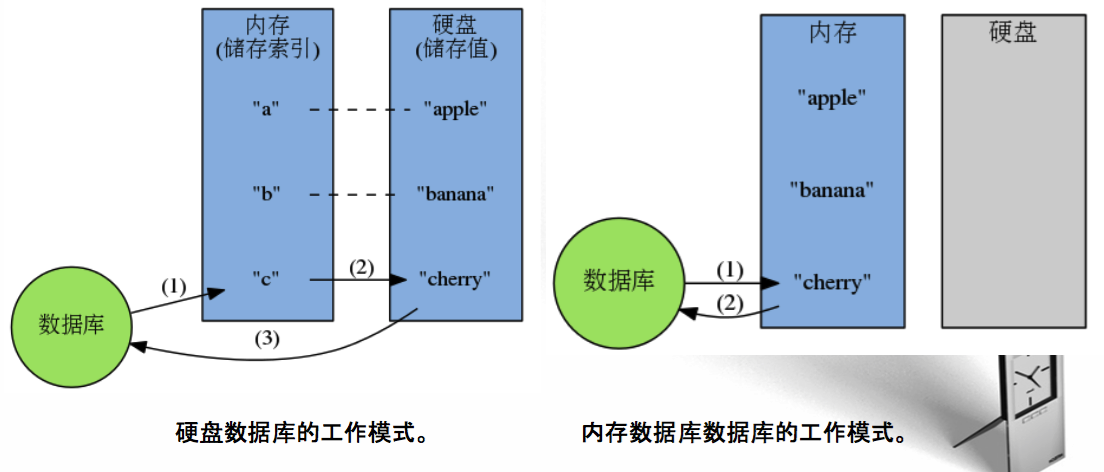 内存
(储存索引)
硬盘
(储存值)
"a"
"apple"
"b"
"banana"
"c"
(2)
"cherry"
(1)
数据库
(3)
硬盘数据库的工作模式。
内存
硬盘
"apple"
"banana"
数据库
(1)
"cherry"
(2)
内存数据库数据库的工作模式。